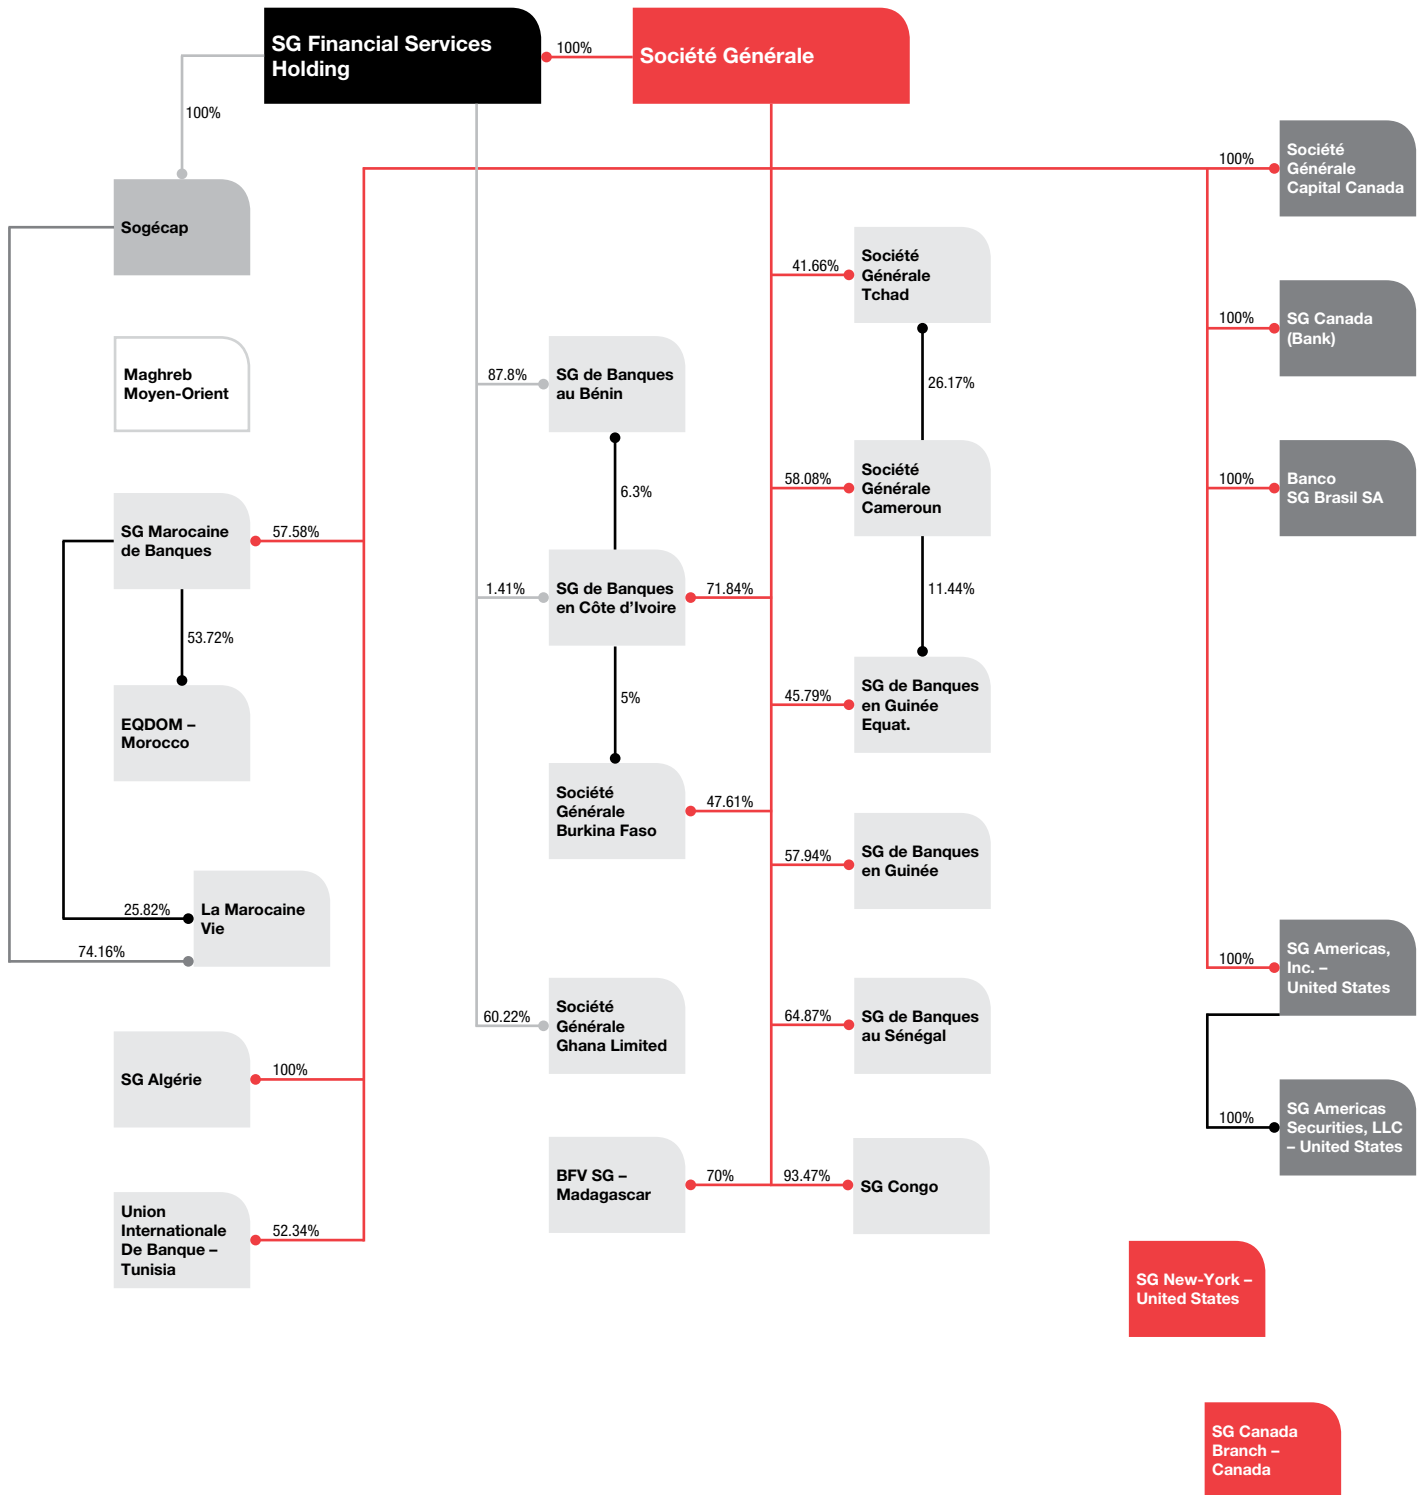 SG Financial Services
Holding
100%
Société Générale
100%
Société
Générale
Capital Canada
100%
Sogécap
Société
Générale
Tchad
41.66%
SG Canada
(Bank)
100%
Maghreb
Moyen-Orient
87.8%
SG de Banques
au Bénin
26.17%
6.3%
58.08%
Société
Générale
Cameroun
100%
Banco
SG Brasil SA
SG Marocaine
de Banques
57.58%
1.41%
SG de Banques
en Côte d’Ivoire
71.84%
11.44%
53.72%
5%
45.79%
SG de Banques
en Guinée
Equat.
EQDOM –
Morocco
Société
Générale
Burkina Faso
47.61%
57.94%
SG de Banques
en Guinée
25.82%
La Marocaine
Vie
74.16%
100%
SG Americas,
Inc. –
United States
60.22%
Société
Générale
Ghana Limited
64.87%
SG de Banques
au Sénégal
SG Algérie
100%
100%
SG Americas
Securities, LLC
– United States
BFV SG –
Madagascar
70%
93.47%
SG Congo
Union
Internationale
De Banque –
Tunisia
52.34%
SG New-York –
United States
SG Canada
Branch –
Canada